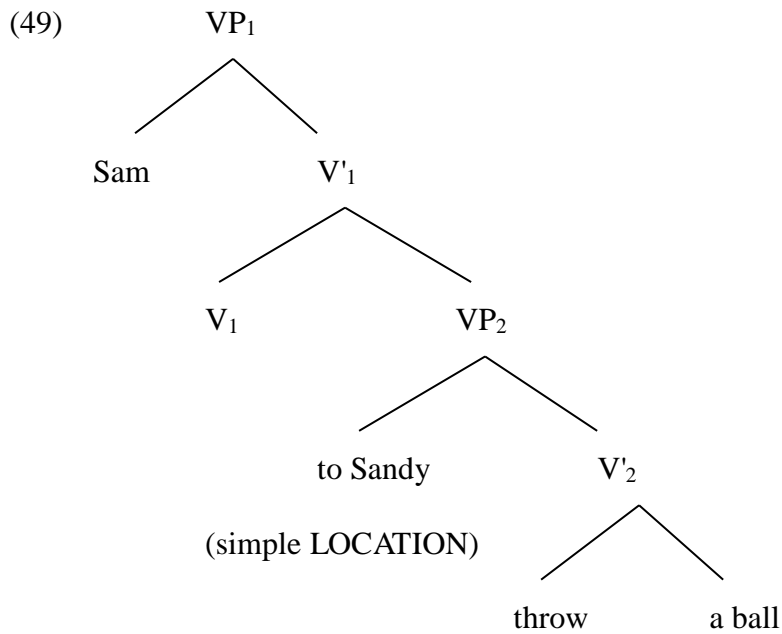 (49) VP₁
Sam V'₁
V₁ VP₂
to Sandy V'₂
(simple LOCATION)
throw a ball